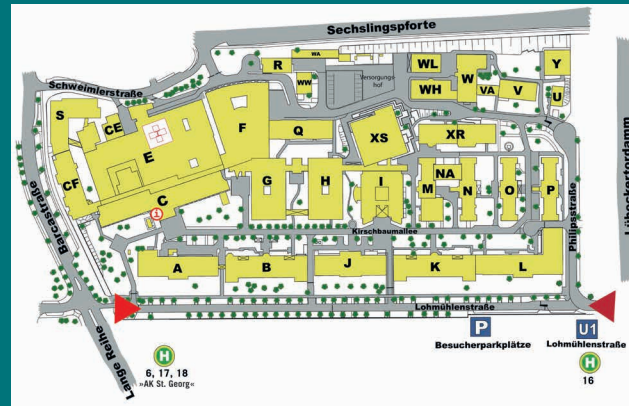 Sechslingspforte
WA
R
WL
W
Y
WW
Versorgungs
hof
WH
VA
V
U
Schweimlerstraße
S
CE
E
F
Q
XS
XR
Lübeckerfordamm
CF
C
i
G
H
I
M
NA
N
O
P
Barcastraße
Philipsstraße
Kirschbaumallee
A
B
J
K
L
Lohmühlenstraße
Lange Reihe
H
6, 17, 18
»AK St. Georg«
P
Besucherparkplätze
U1
Lohmühlenstraße
H
16